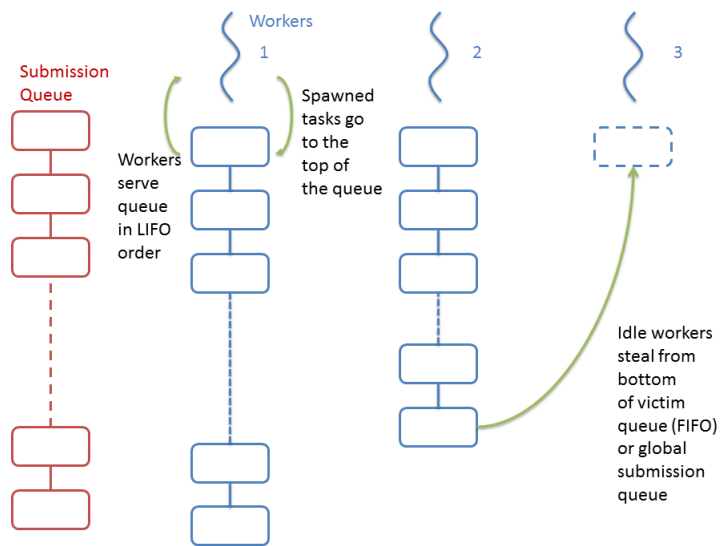 Workers
1
2
3
Submission
Queue
Spawned
tasks go
to the
top of
the queue
Workers
serve
queue
in LIFO
order
Idle workers
steal from
bottom
of victim
queue (FIFO)
or global
submission
queue